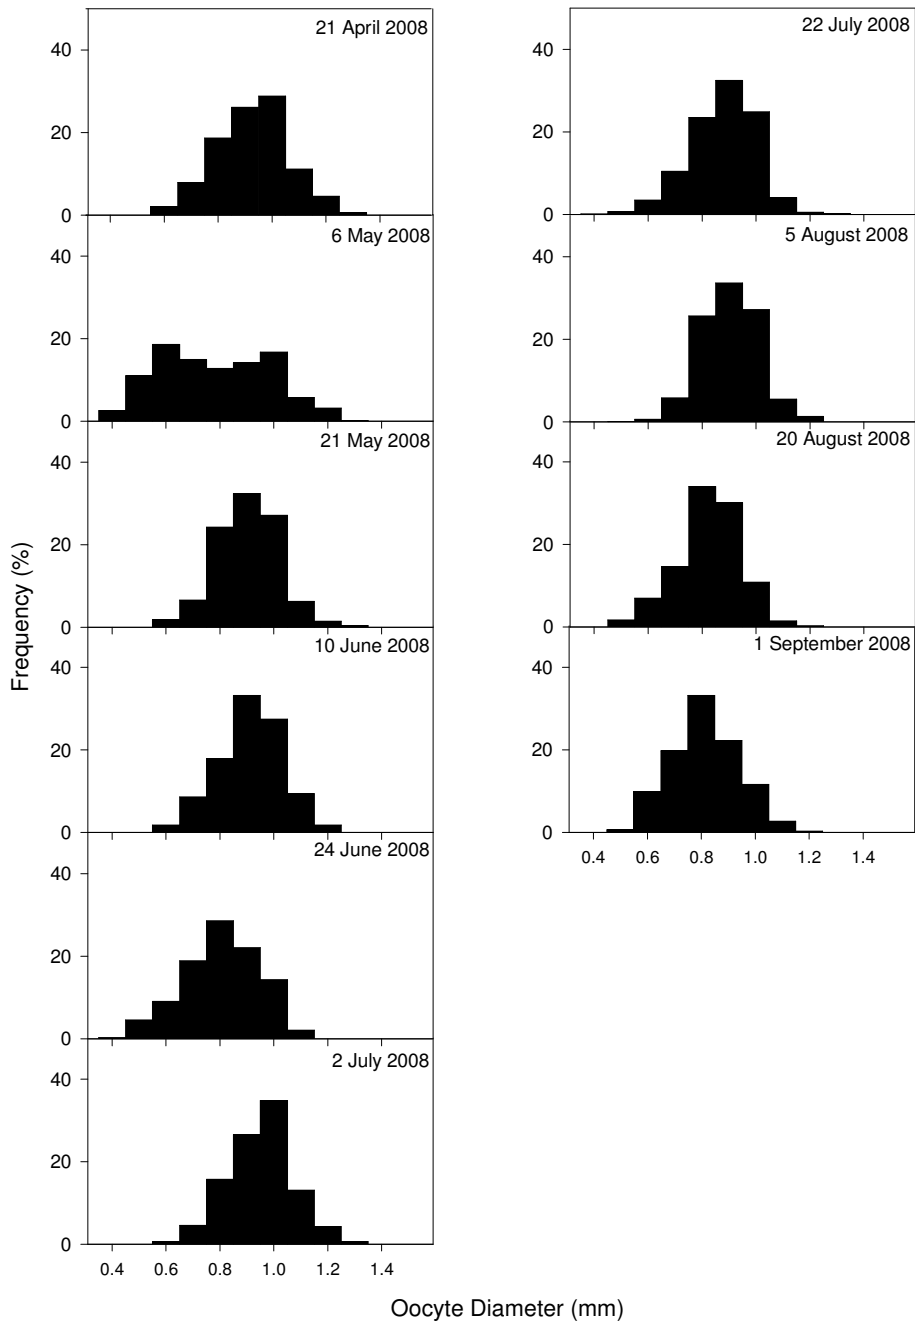 21 April 2008
40
20
0
6 May 2008
40
20
0
21 May 2008
40
20
0
10 June 2008
40
20
0
24 June 2008
40
20
0
2 July 2008
40
20
0
0.4 0.6 0.8 1.0 1.2 1.4
22 July 2008
40
20
0
5 August 2008
40
20
0
20 August 2008
40
20
0
1 September 2008
40
20
0
0.4 0.6 0.8 1.0 1.2 1.4
Frequency (%)
Oocyte Diameter (mm)